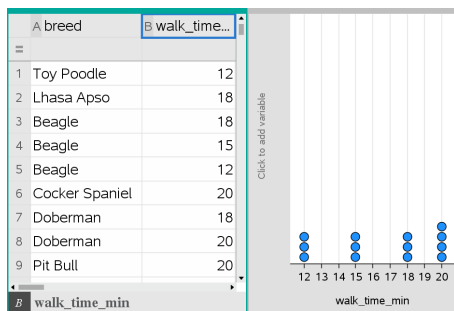 A breed B walk_time...
=
1 Toy Poodle 12
2 Lhasa Apso 18
3 Beagle 18
4 Beagle 15
5 Beagle 12
6 Cocker Spaniel 20
7 Doberman 18
8 Doberman 20
9 Pit Bull 20
B walk_time_min
Click to add variable
12 13 14 15 16 17 18 19 20
walk_time_min